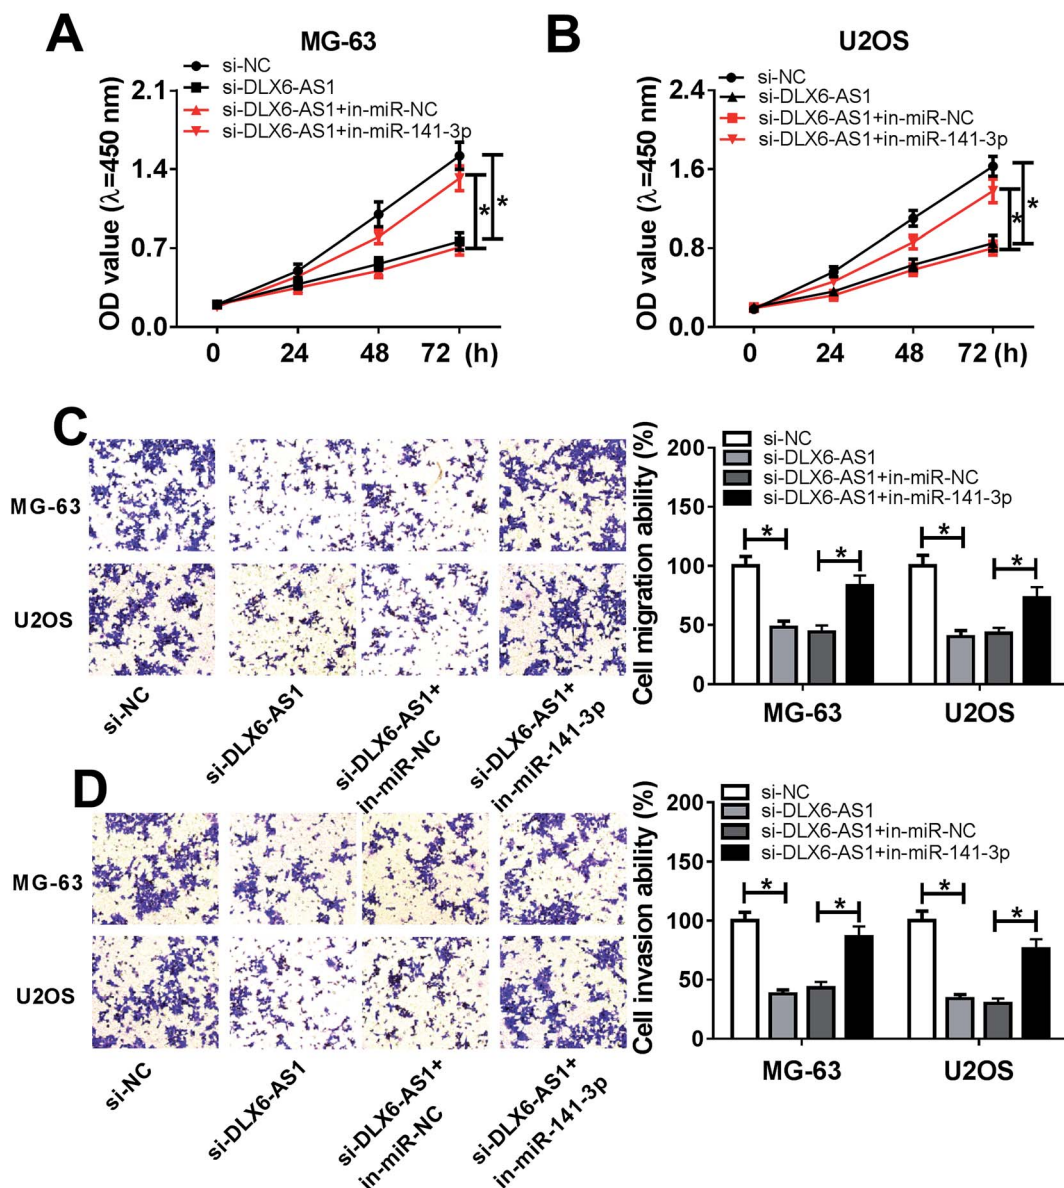 A
MG-63
si-NC
si-DLX6-AS1
si-DLX6-AS1+in-miR-NC
si-DLX6-AS1+in-miR-141-3p
OD value (λ=450 nm)
2.1
1.4
0.7
0.0
*
*
0 24 48 72 (h)
B
U2OS
si-NC
si-DLX6-AS1
si-DLX6-AS1+in-miR-NC
si-DLX6-AS1+in-miR-141-3p
OD value (λ=450 nm)
2.4
1.6
0.8
0.0
*
*
0 24 48 72 (h)
C
MG-63
U2OS
si-NC
si-DLX6-AS1
si-DLX6-AS1+
in-miR-NC
si-DLX6-AS1+
in-miR-141-3p
Cell migration ability (%)
200
150
100
50
0
si-NC
si-DLX6-AS1
si-DLX6-AS1+in-miR-NC
si-DLX6-AS1+in-miR-141-3p
* * * *
MG-63 U2OS
D
MG-63
U2OS
si-NC
si-DLX6-AS1
si-DLX6-AS1+
in-miR-NC
si-DLX6-AS1+
in-miR-141-3p
Cell invasion ability (%)
200
150
100
50
0
si-NC
si-DLX6-AS1
si-DLX6-AS1+in-miR-NC
si-DLX6-AS1+in-miR-141-3p
* * * *
MG-63 U2OS